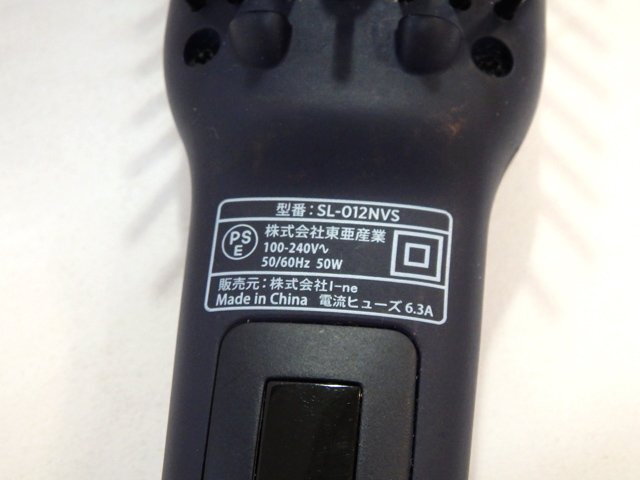 型番：SL-012NVS
PS
E
株式会社東亜産業
100-240V∿
50/60Hz 50W
販売元：株式会社I-ne
Made in China 電流ヒューズ 6.3A